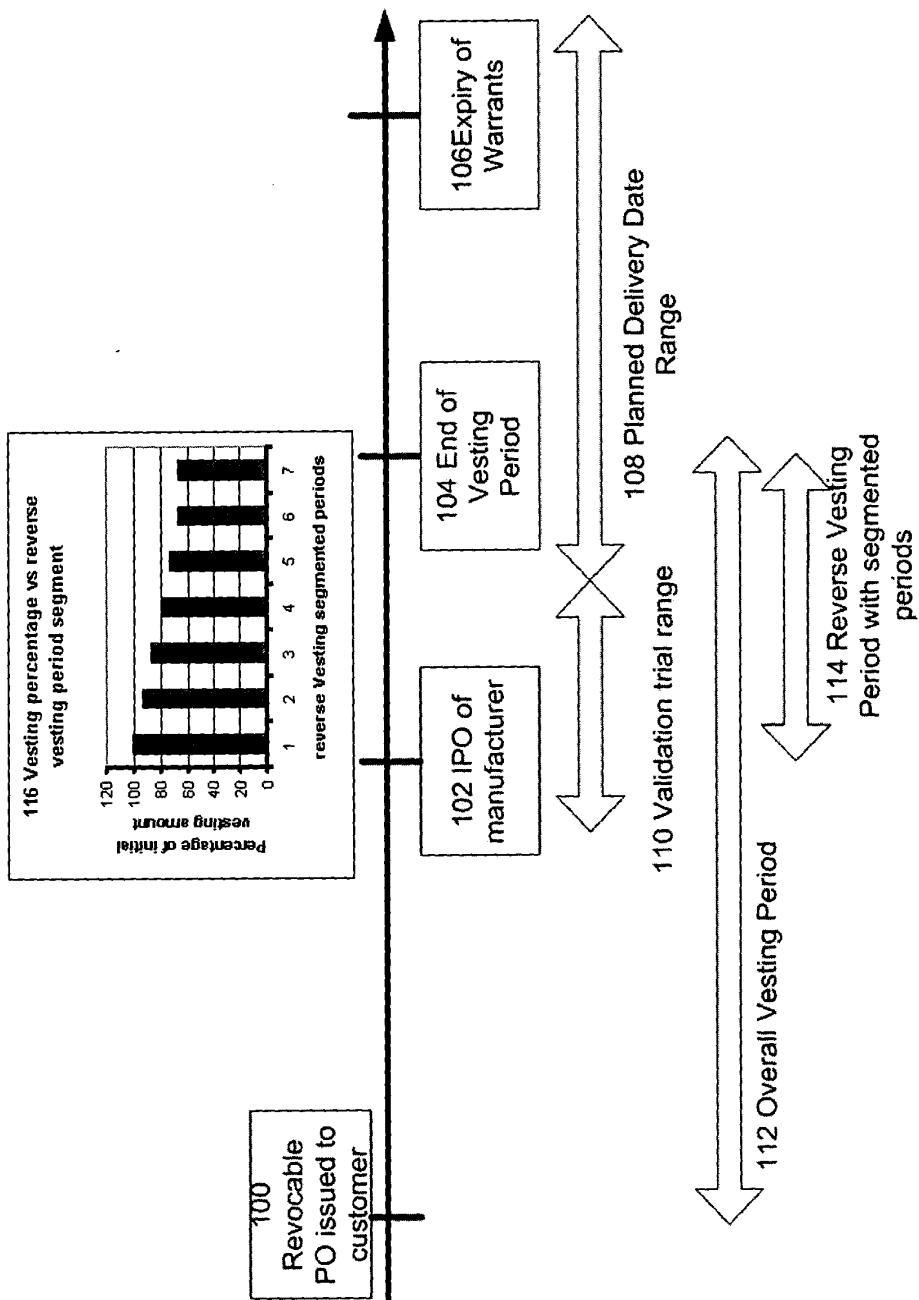 116 Vesting percentage vs reverse
vesting period segment
Percentage of initial
vesting amount
120
100
80
60
40
20
0
1 2 3 4 5 6 7
reverse Vesting segmented periods
100
Revocable
PO issued to
customer
102 IPO of
manufacturer
104 End of
Vesting
Period
106Expiry of
Warrants
108 Planned Delivery Date
Range
110 Validation trial range
112 Overall Vesting Period
114 Reverse Vesting
Period with segmented
periods